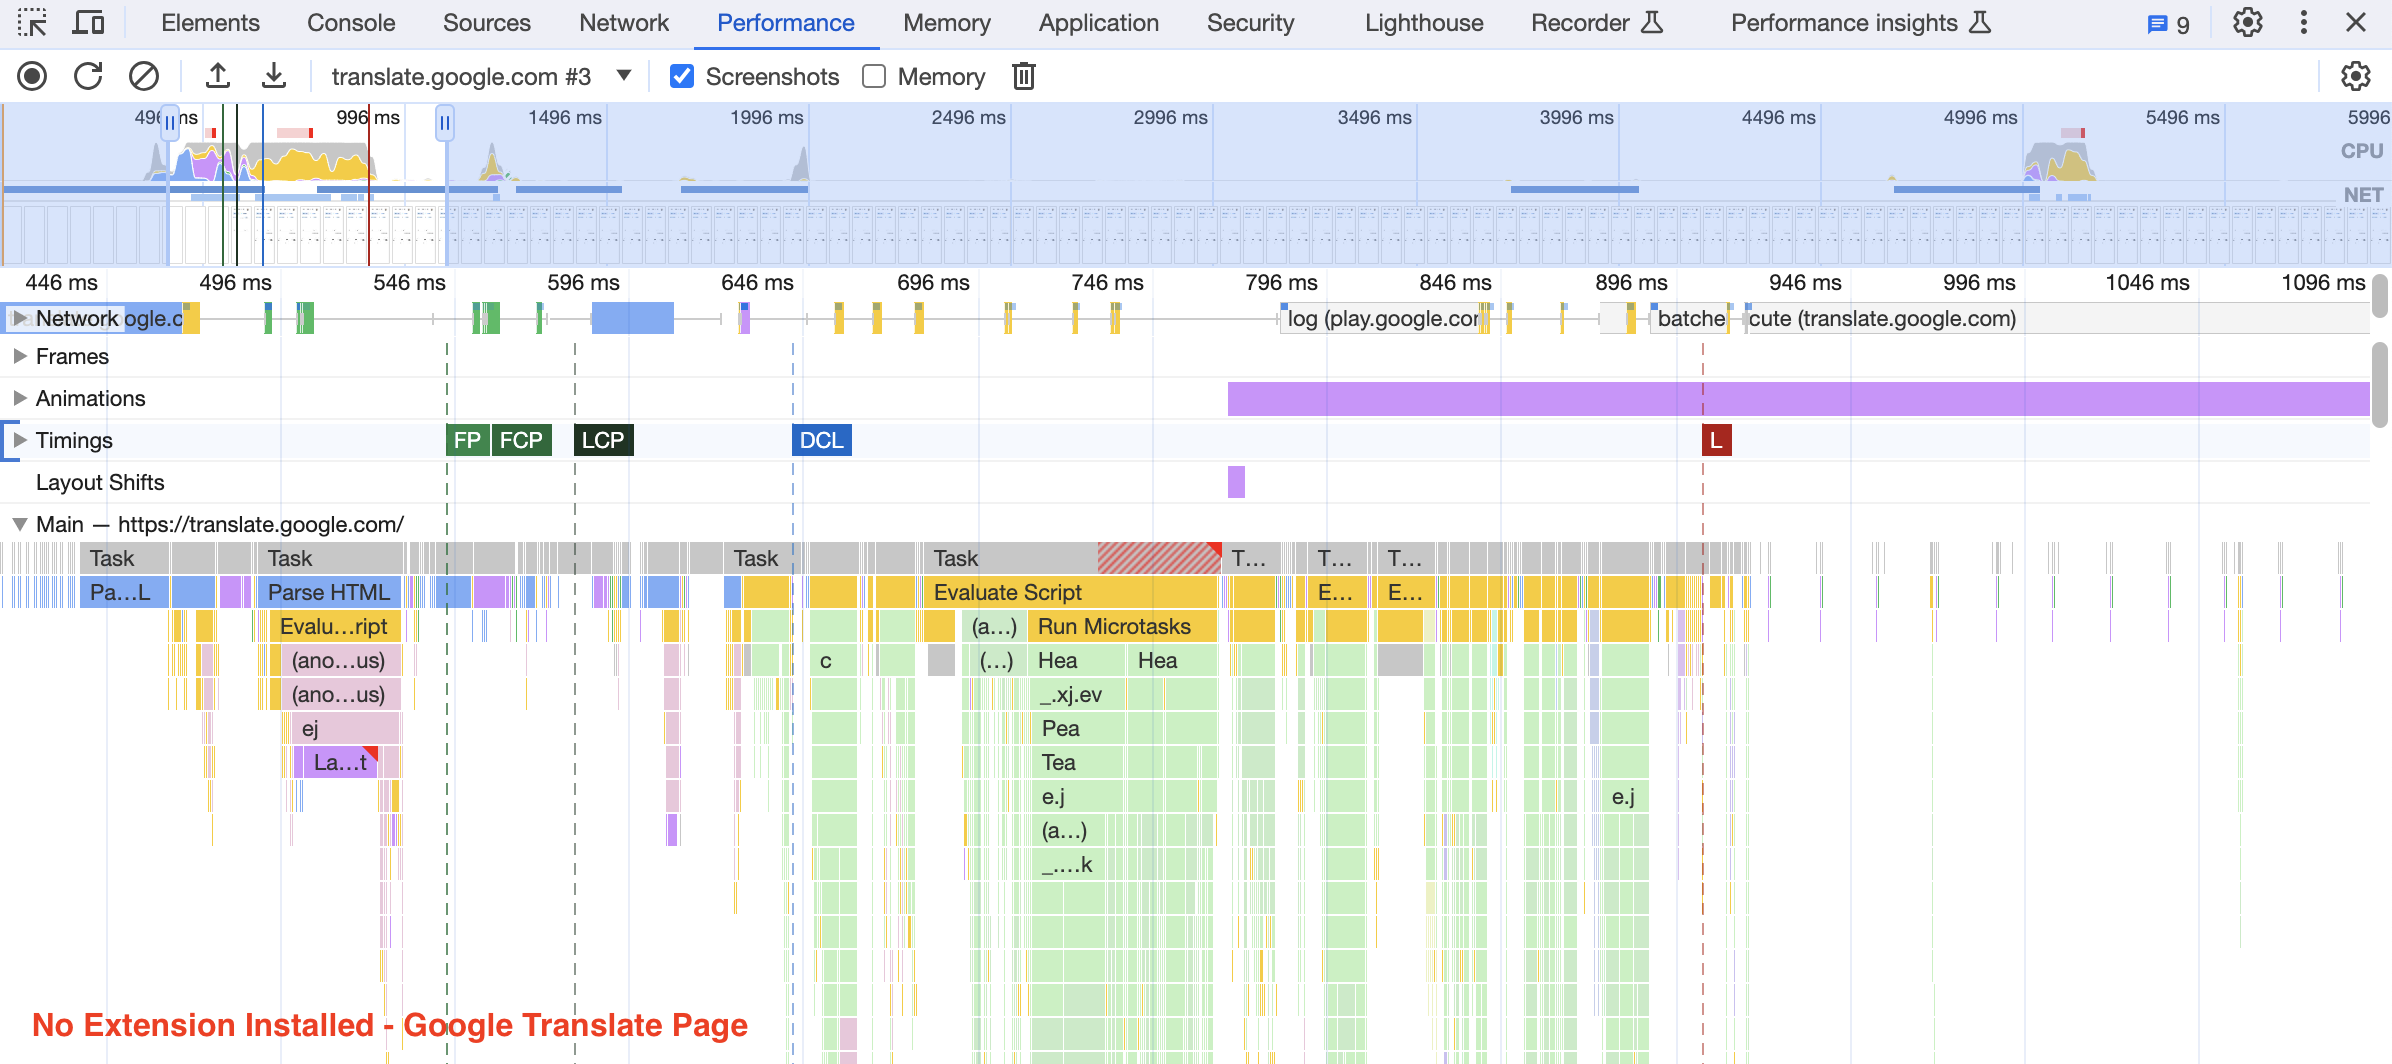 Elements Console Sources Network Performance Memory Application Security Lighthouse Recorder Performance insights 9
translate.google.com #3 Screenshots Memory
496 ms 996 ms 1496 ms 1996 ms 2496 ms 2996 ms 3496 ms 3996 ms 4496 ms 4996 ms 5496 ms 5996
CPU
NET
446 ms 496 ms 546 ms 596 ms 646 ms 696 ms 746 ms 796 ms 846 ms 896 ms 946 ms 996 ms 1046 ms 1096 ms
Network ogle.c log (play.google.cor batche cute (translate.google.com)
Frames
Animations
Timings FP FCP LCP DCL L
Layout Shifts
Main — https://translate.google.com/
Task Task Task Task T… T… T…
Pa…L Parse HTML Evaluate Script E… E…
Evalu…ript (a…) Run Microtasks
(ano…us) c (…) Hea Hea
(ano…us) _.xj.ev
ej Pea
La…t Tea
e.j e.j
(a…)
_.…k
No Extension Installed - Google Translate Page